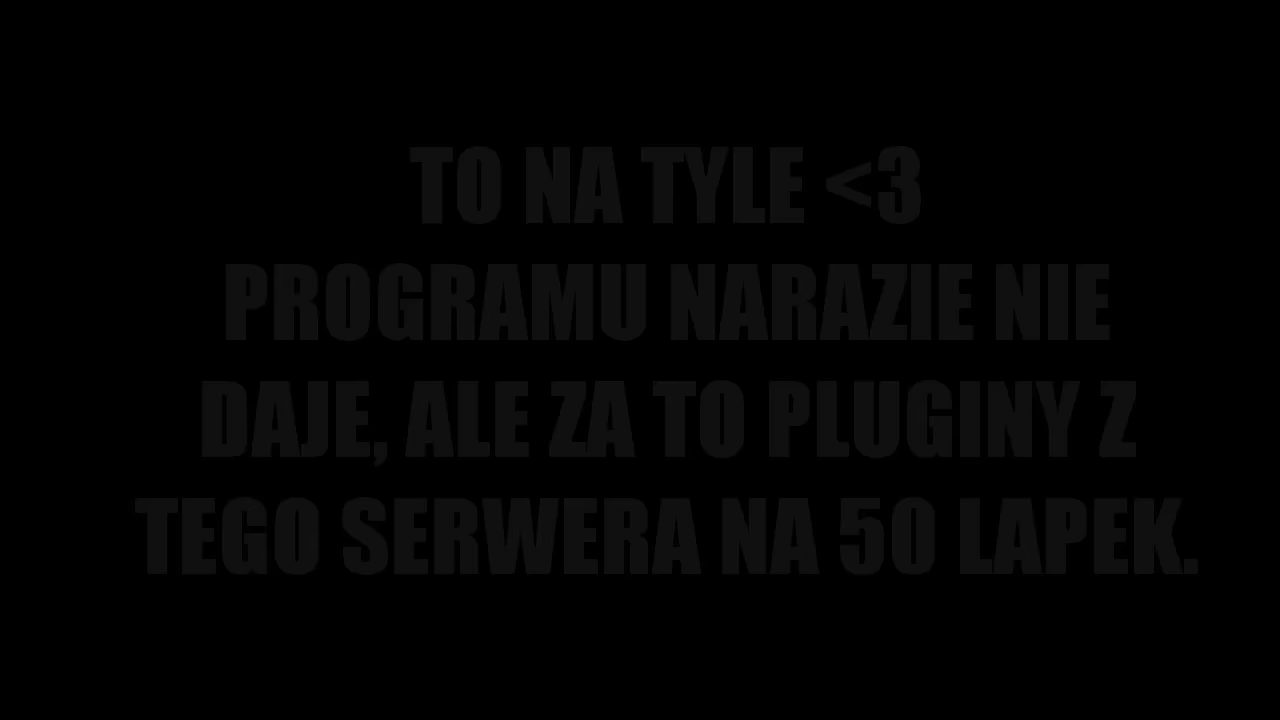 TO NA TYLE <3
PROGRAMU NARAZIE NIE
DAJE, ALE ZA TO PLUGINY Z
TEGO SERWERA NA 50 LAPEK.